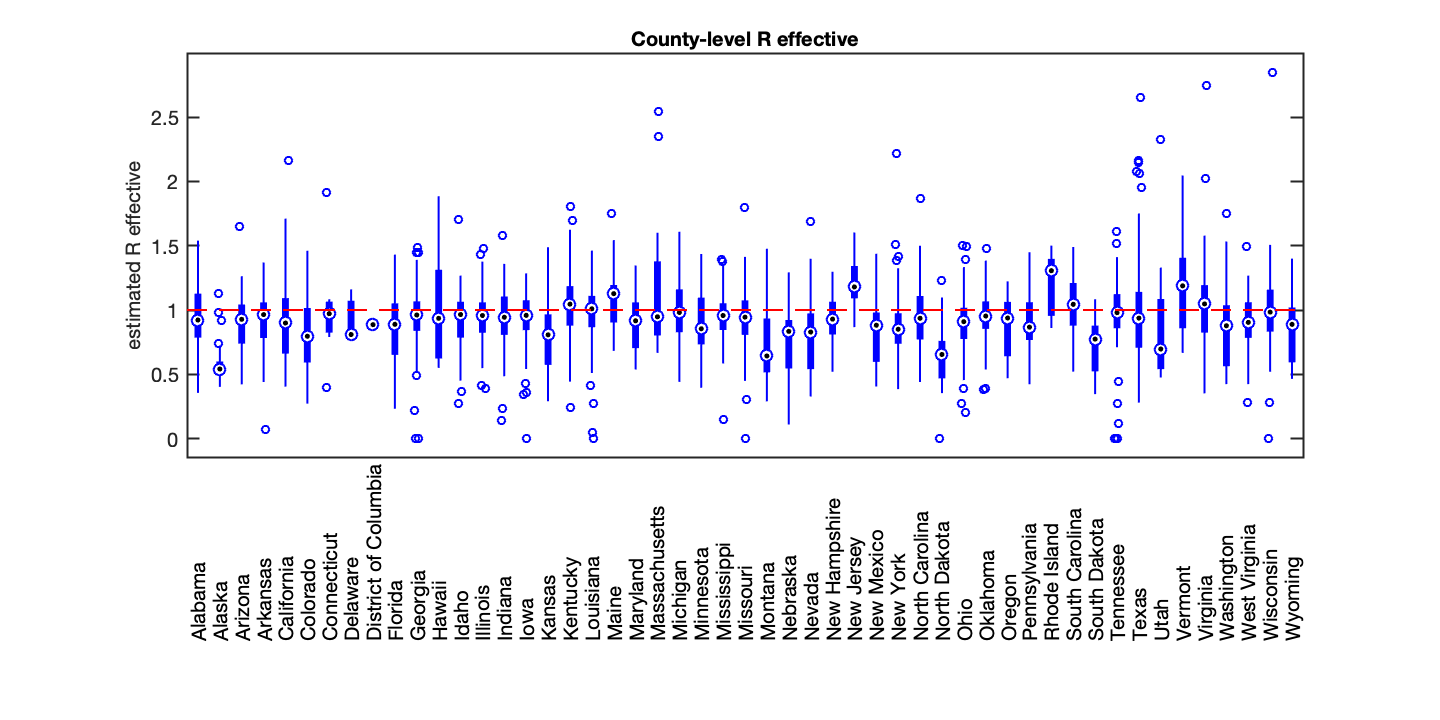 County-level R effective
estimated R effective
2.5
2
1.5
1
0.5
0
Alabama
Alaska
Arizona
Arkansas
California
Colorado
Connecticut
Delaware
District of Columbia
Florida
Georgia
Hawaii
Idaho
Illinois
Indiana
Iowa
Kansas
Kentucky
Louisiana
Maine
Maryland
Massachusetts
Michigan
Minnesota
Mississippi
Missouri
Montana
Nebraska
Nevada
New Hampshire
New Jersey
New Mexico
New York
North Carolina
North Dakota
Ohio
Oklahoma
Oregon
Pennsylvania
Rhode Island
South Carolina
South Dakota
Tennessee
Texas
Utah
Vermont
Virginia
Washington
West Virginia
Wisconsin
Wyoming